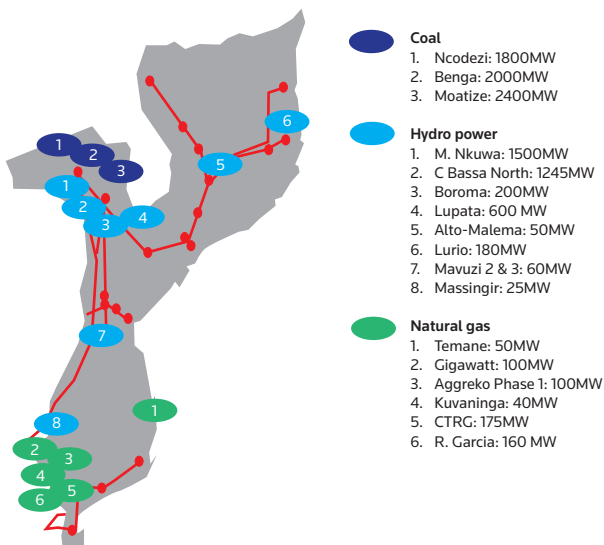 Coal
1. Ncodezi: 1800MW
2. Benga: 2000MW
3. Moatize: 2400MW
Hydro power
1. M. Nkuwa: 1500MW
2. C Bassa North: 1245MW
3. Boroma: 200MW
4. Lupata: 600 MW
5. Alto-Malema: 50MW
6. Lurio: 180MW
7. Mavuzi 2 & 3: 60MW
8. Massingir: 25MW
Natural gas
1. Temane: 50MW
2. Gigawatt: 100MW
3. Aggreko Phase 1: 100MW
4. Kuvaninga: 40MW
5. CTRG: 175MW
6. R. Garcia: 160 MW
6
1
2
3
5
1
2
3
4
7
1
8
2
3
4
5
6